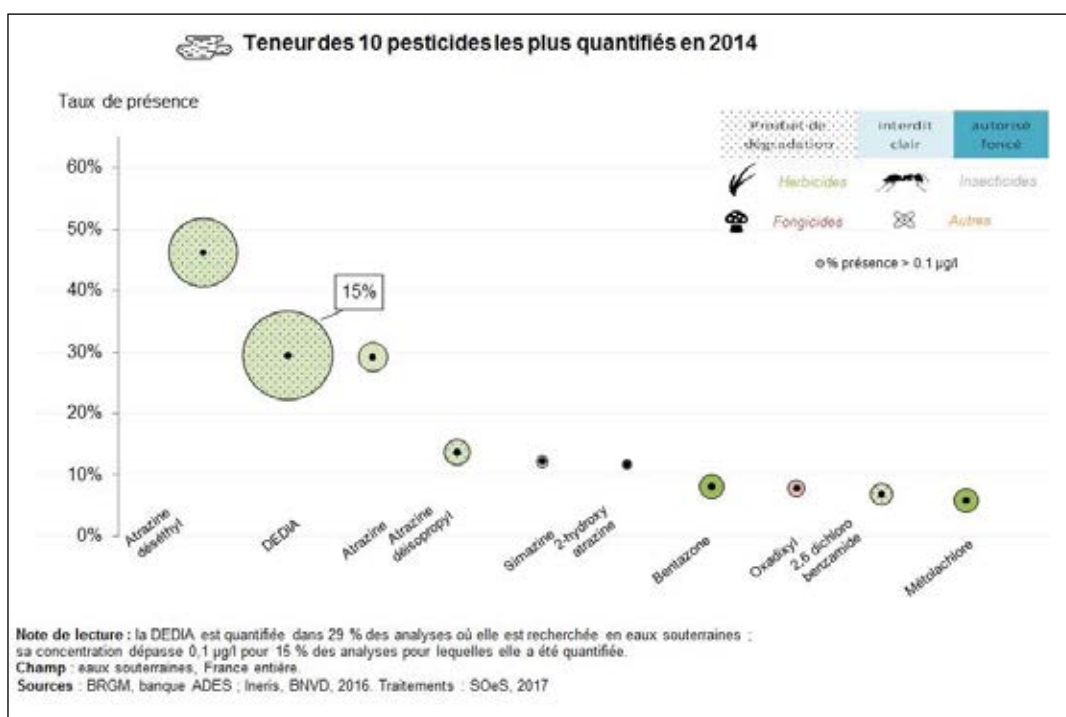 Teneur des 10 pesticides les plus quantifiés en 2014
Taux de présence
Produit de dégradation
interdit clair
autorisé foncé
Herbicides
Insecticides
Fongicides
Autres
% présence > 0.1 µg/l
60%
50%
40%
30%
20%
10%
0%
15%
Atrazine déséthyl
DEDIA
Atrazine
Atrazine déisopropyl
Simazine
2-hydroxy atrazine
Bentazone
Oxadixyl
2,6 dichloro benzamide
Métolachlore
Note de lecture : la DEDIA est quantifiée dans 29 % des analyses où elle est recherchée en eaux souterraines ;
sa concentration dépasse 0,1 µg/l pour 15 % des analyses pour lesquelles elle a été quantifiée.
Champ : eaux souterraines, France entière.
Sources : BRGM, banque ADES ; Ineris, BNVD, 2016. Traitements : SOeS, 2017